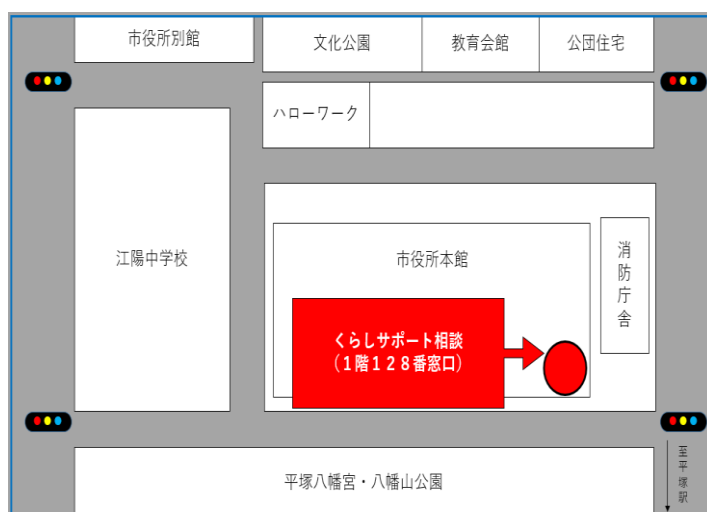 市役所別館
文化公園
教育会館
公団住宅
ハローワーク
江陽中学校
市役所本館
消防庁舎
くらしサポート相談
（１階１２８番窓口）
平塚八幡宮・八幡山公園
至平塚駅